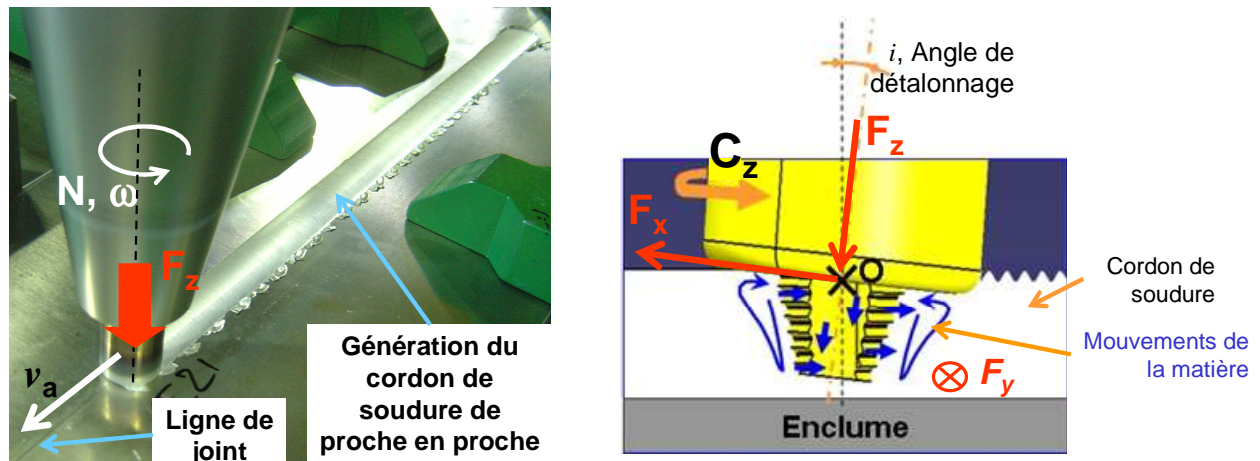 N, ω
F_z
v_a
Ligne de
joint
Génération du
cordon de
soudure de
proche en proche
i, Angle de
détalonnage
F_z
C_z
F_x
O
Cordon de
soudure
Mouvements de
la matière
F_y
Enclume